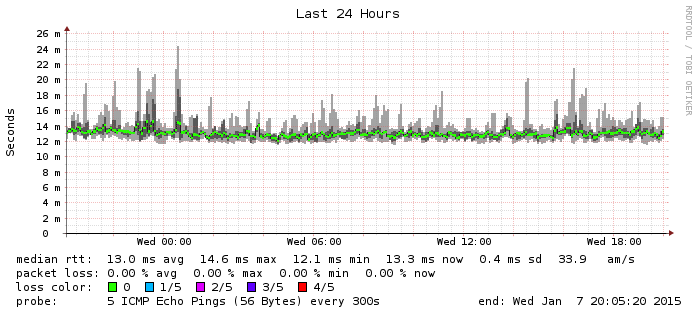 Last 24 Hours
RRDTOOL / TOBI OETIKER
Seconds
26 m
24 m
22 m
20 m
18 m
16 m
14 m
12 m
10 m
8 m
6 m
4 m
2 m
0
Wed 00:00 Wed 06:00 Wed 12:00 Wed 18:00
median rtt: 13.0 ms avg 14.6 ms max 12.1 ms min 13.3 ms now 0.4 ms sd 33.9 am/s
packet loss: 0.00 % avg 0.00 % max 0.00 % min 0.00 % now
loss color: 0 1/5 2/5 3/5 4/5
probe: 5 ICMP Echo Pings (56 Bytes) every 300s end: Wed Jan 7 20:05:20 2015